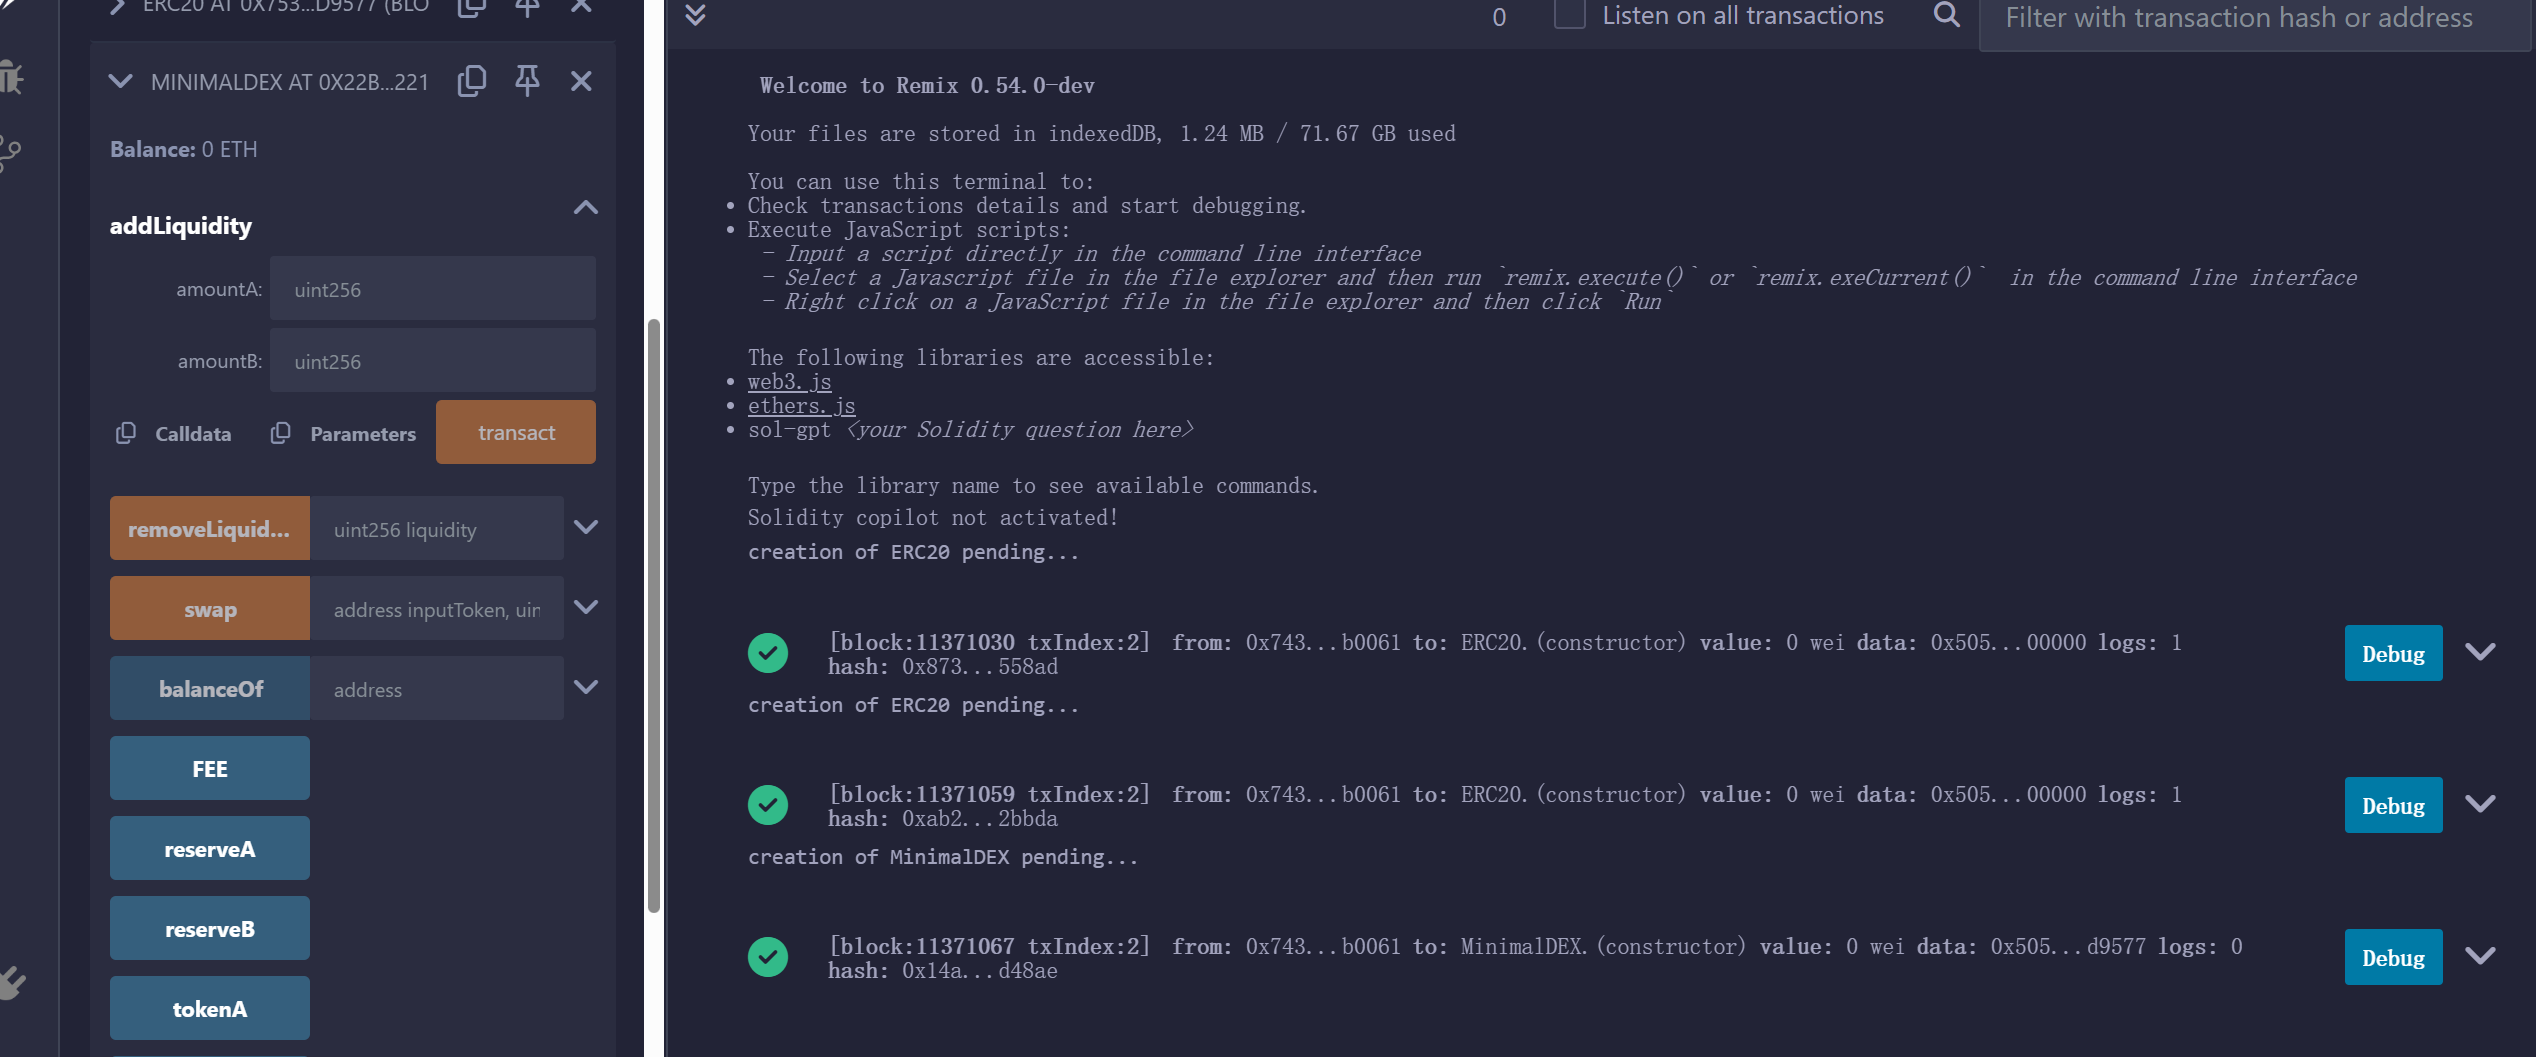 ERC20 AT 0X753...D9577 (BLO
MINIMALDEX AT 0X22B...221
Balance: 0 ETH
addLiquidity
amountA: uint256
amountB: uint256
Calldata Parameters transact
removeLiquid... uint256 liquidity
swap address inputToken, uin
balanceOf address
FEE
reserveA
reserveB
tokenA
0 Listen on all transactions Filter with transaction hash or address
Welcome to Remix 0.54.0-dev
Your files are stored in indexedDB, 1.24 MB / 71.67 GB used
You can use this terminal to:
• Check transactions details and start debugging.
• Execute JavaScript scripts:
- Input a script directly in the command line interface
- Select a Javascript file in the file explorer and then run `remix.execute()` or `remix.exeCurrent()` in the command line interface
- Right click on a JavaScript file in the file explorer and then click `Run`
The following libraries are accessible:
• web3.js
• ethers.js
• sol-gpt <your Solidity question here>
Type the library name to see available commands.
Solidity copilot not activated!
creation of ERC20 pending...
[block:11371030 txIndex:2] from: 0x743...b0061 to: ERC20.(constructor) value: 0 wei data: 0x505...00000 logs: 1
hash: 0x873...558ad
Debug
creation of ERC20 pending...
[block:11371059 txIndex:2] from: 0x743...b0061 to: ERC20.(constructor) value: 0 wei data: 0x505...00000 logs: 1
hash: 0xab2...2bbda
Debug
creation of MinimalDEX pending...
[block:11371067 txIndex:2] from: 0x743...b0061 to: MinimalDEX.(constructor) value: 0 wei data: 0x505...d9577 logs: 0
hash: 0x14a...d48ae
Debug